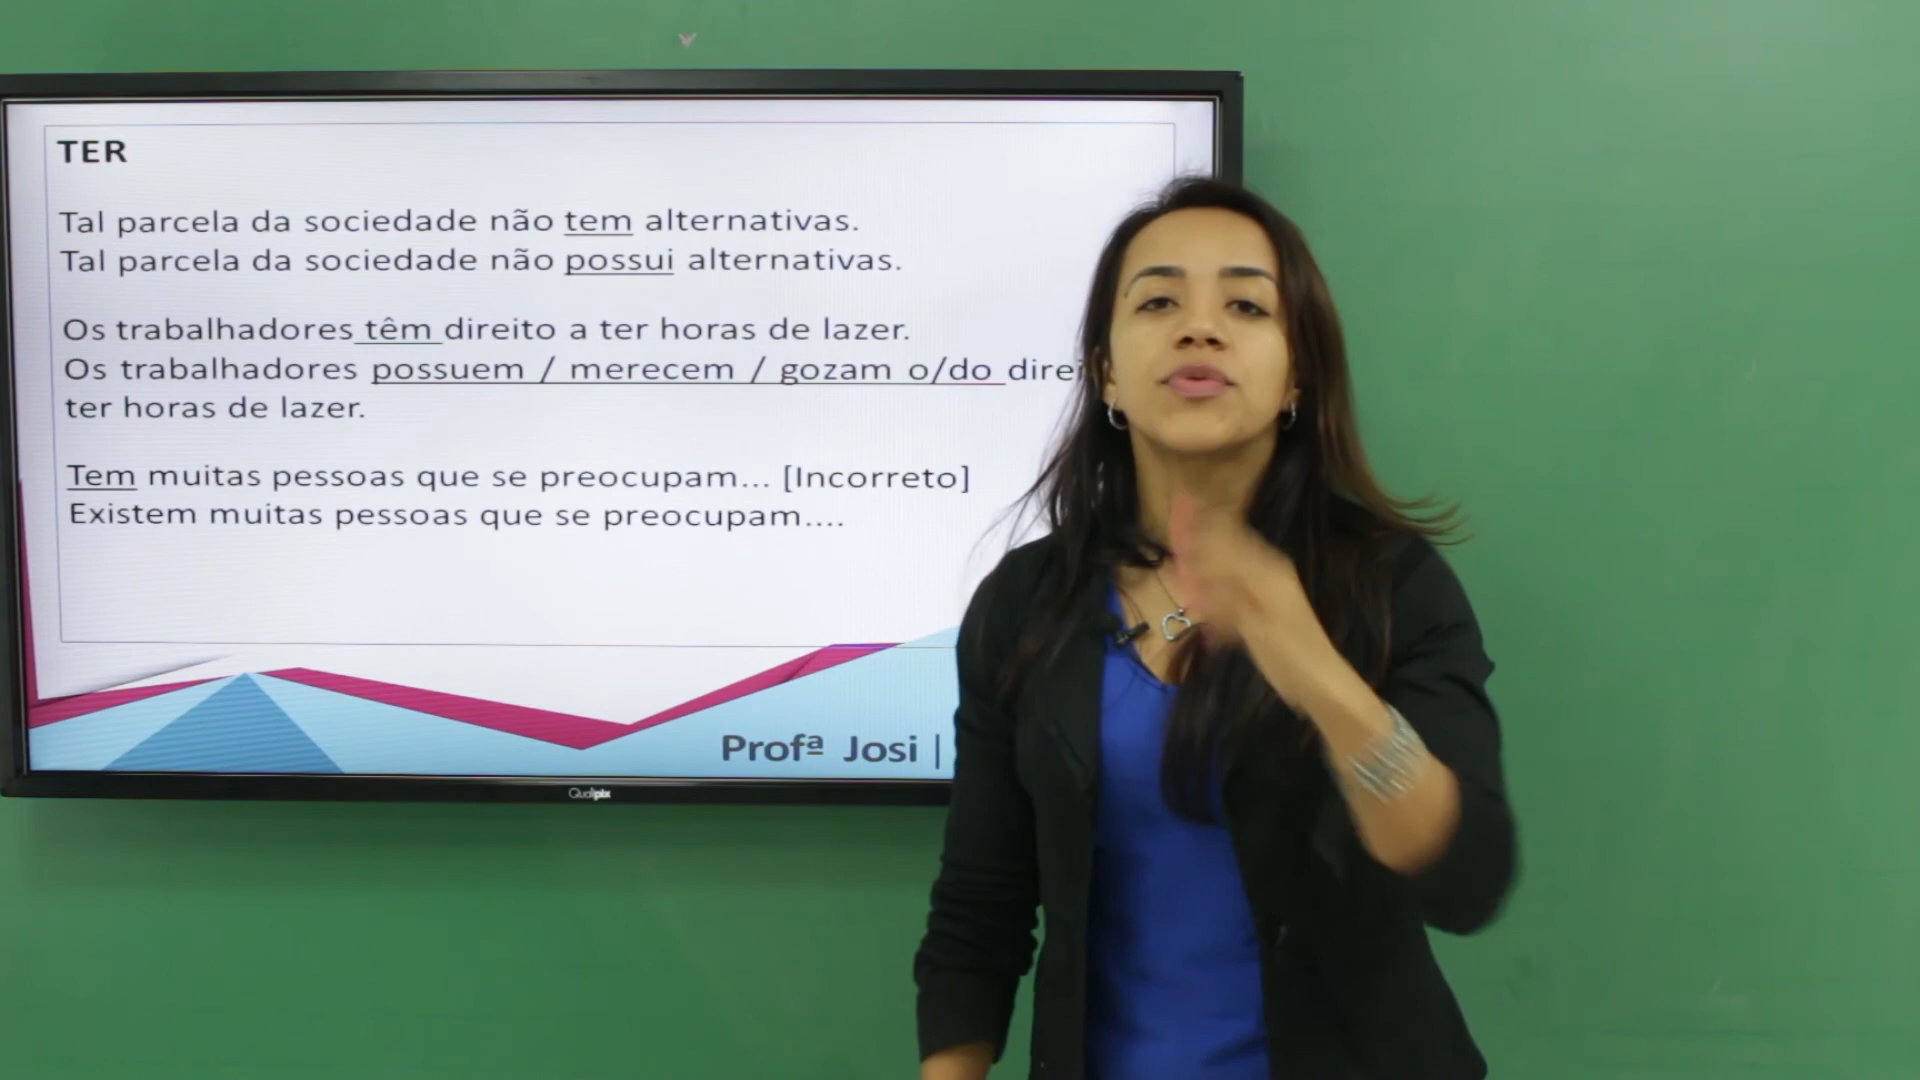 TER
Tal parcela da sociedade não tem alternativas.
Tal parcela da sociedade não possui alternativas.
Os trabalhadores têm direito a ter horas de lazer.
Os trabalhadores possuem / merecem / gozam o/do
ter horas de lazer.
Tem muitas pessoas que se preocupam... [Incorreto]
Existem muitas pessoas que se preocupam....
Profª Josi |
Qualipix